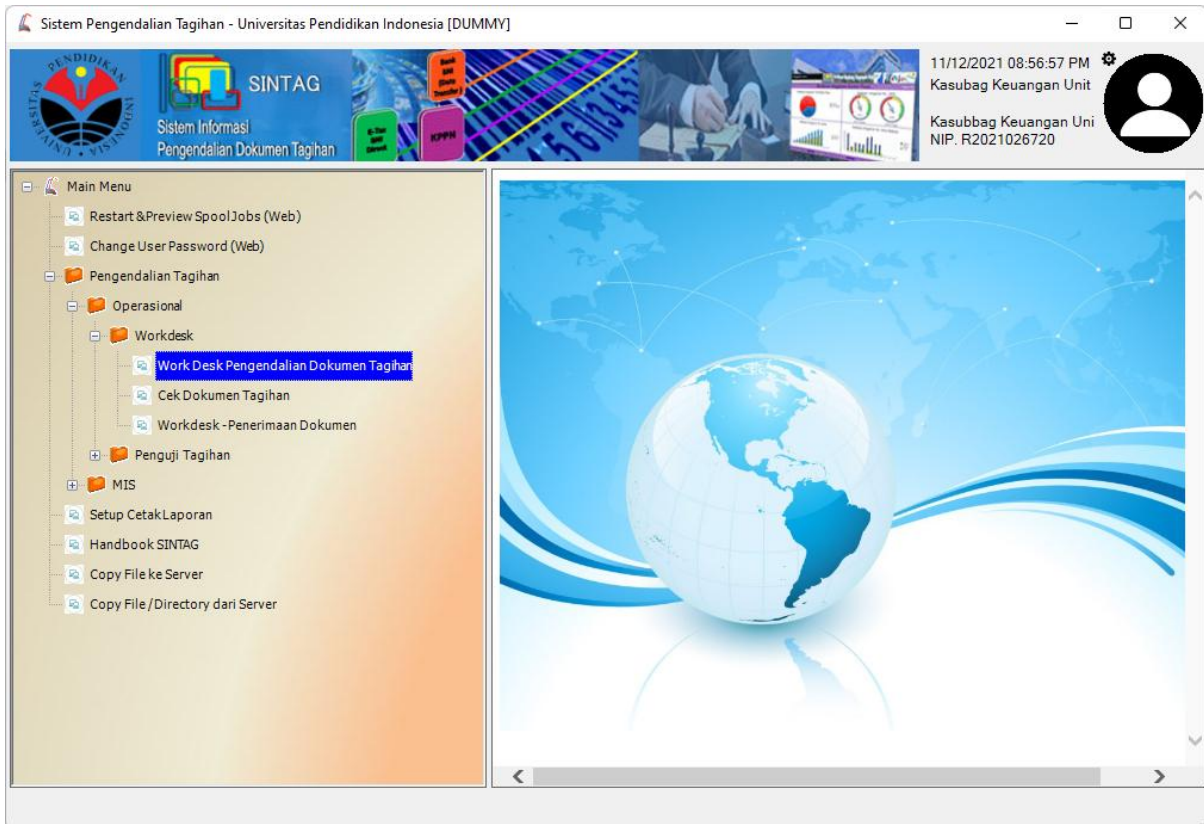 Sistem Pengendalian Tagihan - Universitas Pendidikan Indonesia [DUMMY]
UNIVERSITAS PENDIDIKAN INDONESIA
SINTAG
Sistem Informasi
Pengendalian Dokumen Tagihan
KPPN
11/12/2021 08:56:57 PM
Kasubag Keuangan Unit
Kasubbag Keuangan Uni
NIP. R2021026720
Main Menu
Restart &Preview Spool Jobs (Web)
Change User Password (Web)
Pengendalian Tagihan
Operasional
Workdesk
Work Desk Pengendalian Dokumen Tagihan
Cek Dokumen Tagihan
Workdesk - Penerimaan Dokumen
Penguji Tagihan
MIS
Setup Cetak Laporan
Handbook SINTAG
Copy File ke Server
Copy File / Directory dari Server